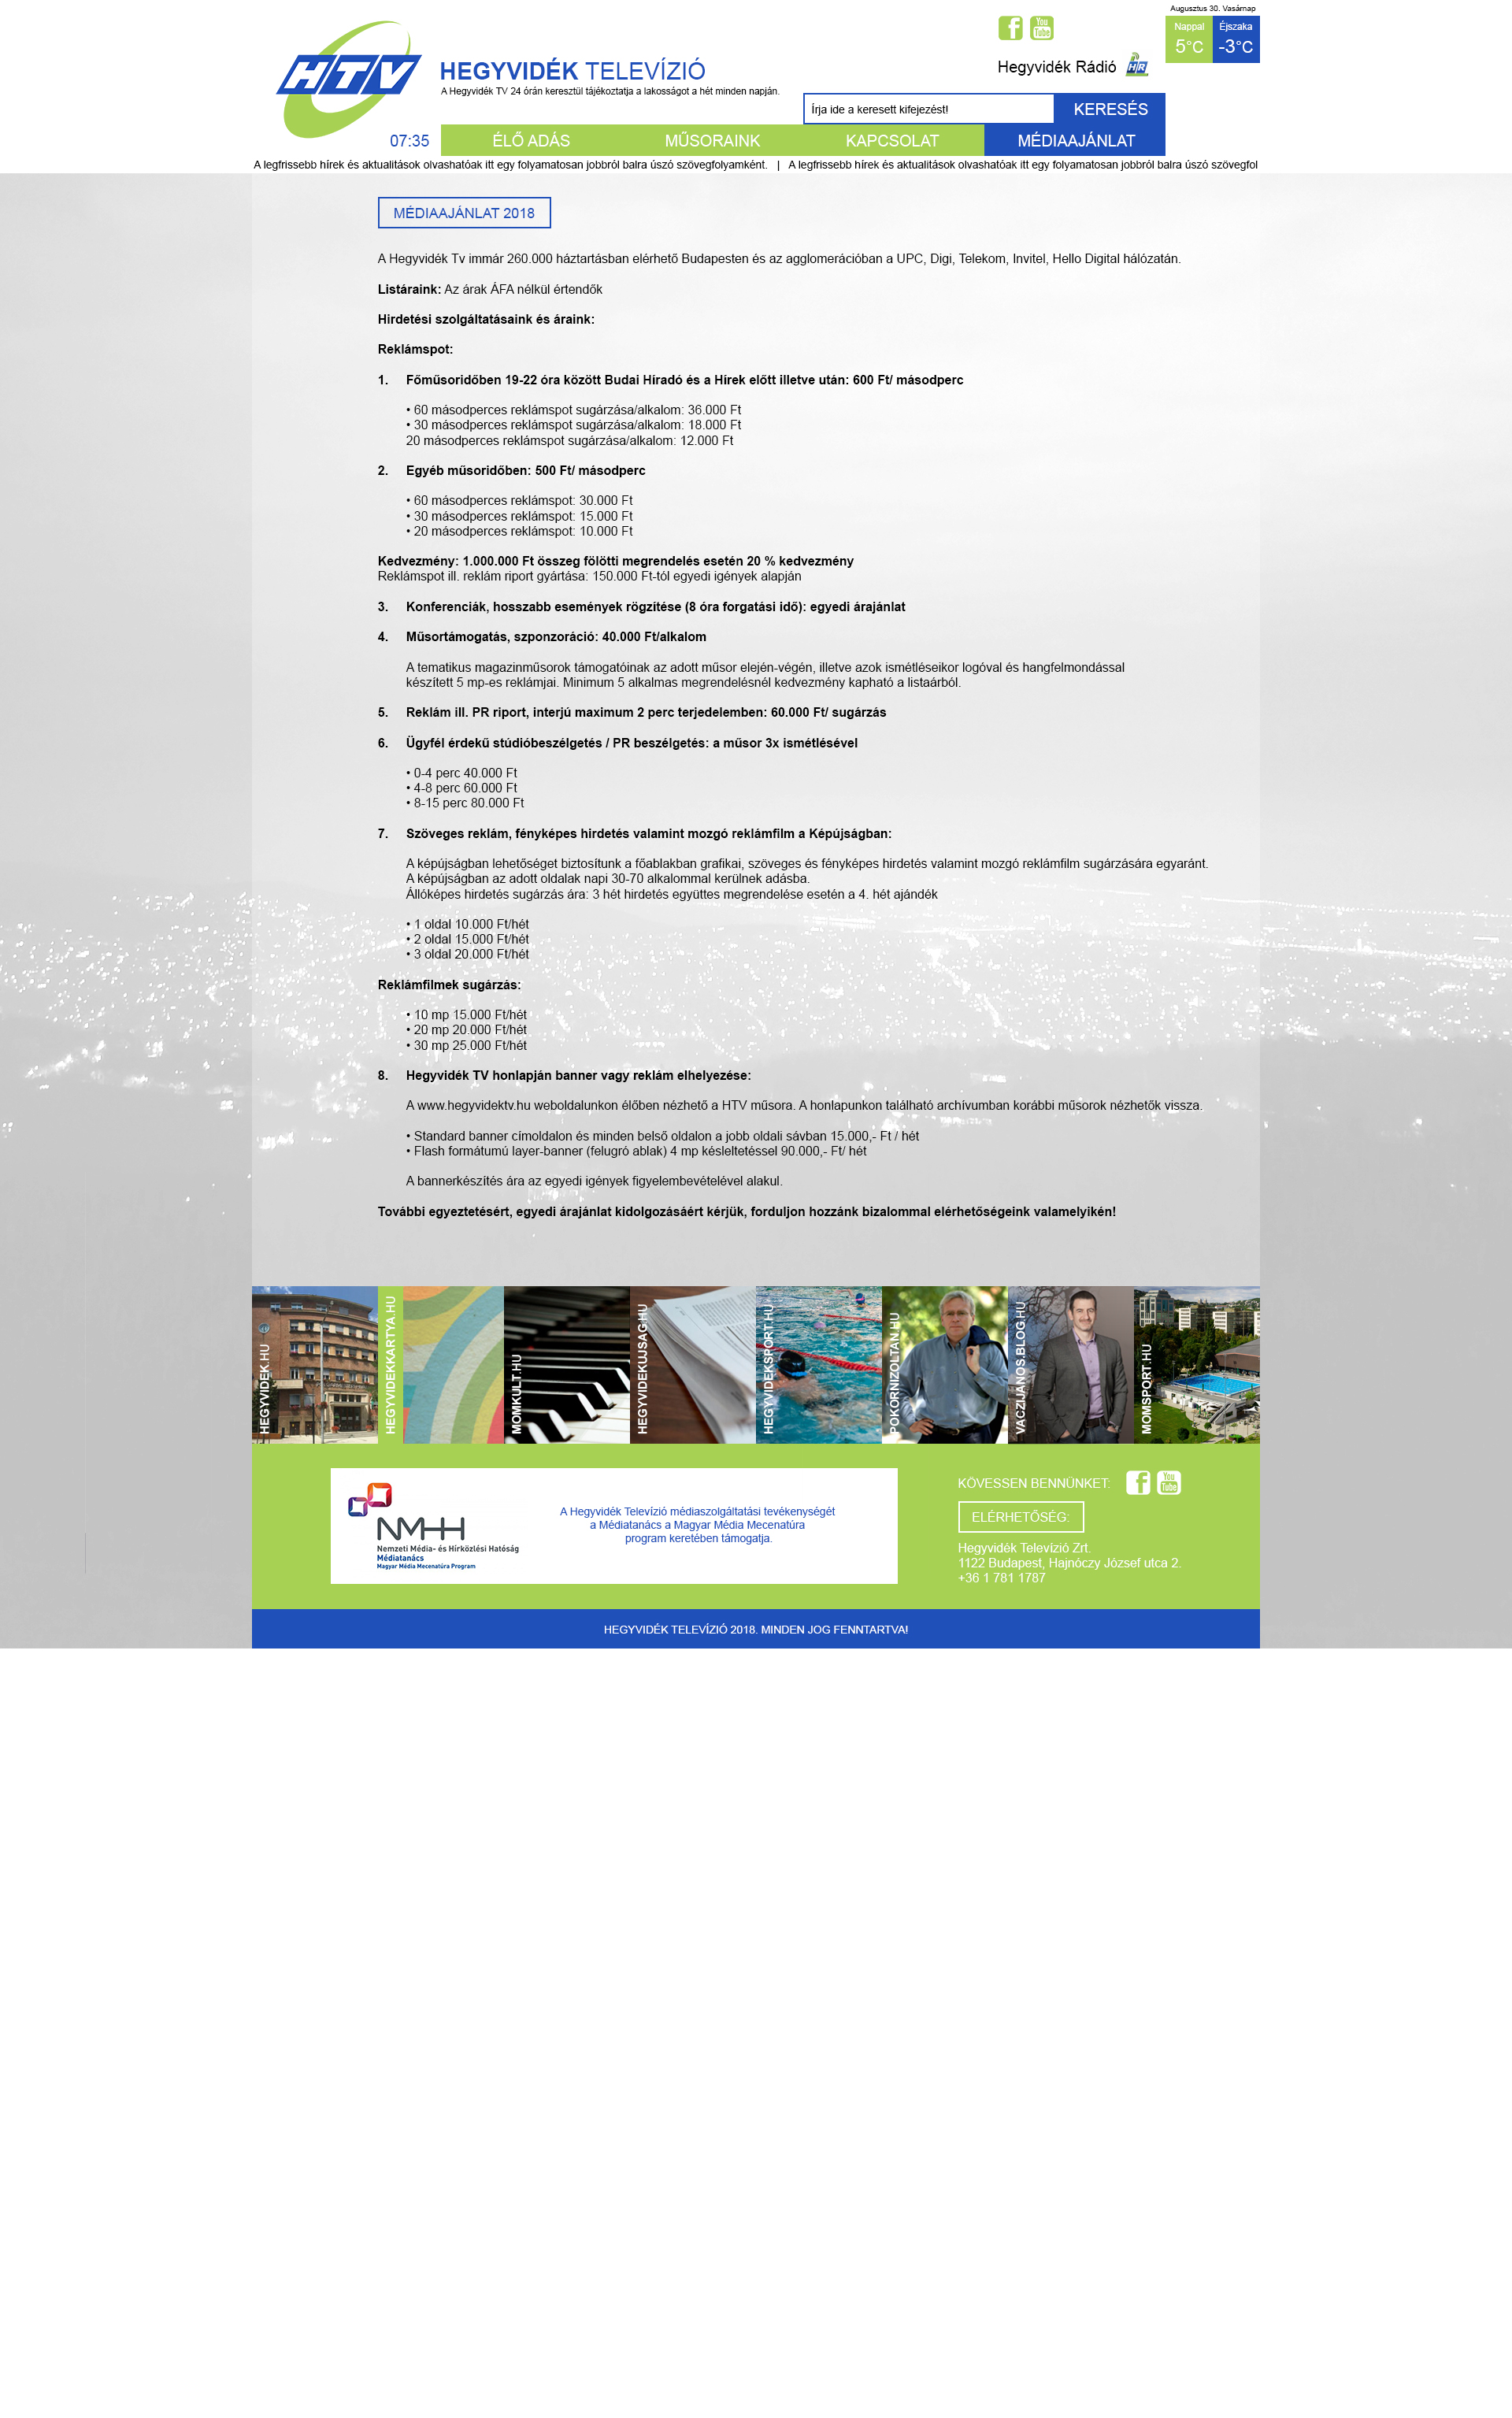 Augusztus 30. Vasárnap
Nappal
5°C
Éjszaka
-3°C
HTV
HEGYVIDÉK TELEVÍZIÓ
A Hegyvidék TV 24 órán keresztül tájékoztatja a lakosságot a hét minden napján.
f
You Tube
Hegyvidék Rádió
HR
Írja ide a keresett kifejezést!
KERESÉS
07:35
ÉLŐ ADÁS
MŰSORAINK
KAPCSOLAT
MÉDIAAJÁNLAT
A legfrissebb hírek és aktualitások olvashatóak itt egy folyamatosan jobbról balra úszó szövegfolyamként. | A legfrissebb hírek és aktualitások olvashatóak itt egy folyamatosan jobbról balra úszó szövegfol
MÉDIAAJÁNLAT 2018
A Hegyvidék Tv immár 260.000 háztartásban elérhető Budapesten és az agglomerációban a UPC, Digi, Telekom, Invitel, Hello Digital hálózatán.
Listáraink: Az árak ÁFA nélkül értendők
Hirdetési szolgáltatásaink és áraink:
Reklámspot:
1. Főműsoridőben 19-22 óra között Budai Híradó és a Hírek előtt illetve után: 600 Ft/ másodperc
• 60 másodperces reklámspot sugárzása/alkalom: 36.000 Ft
• 30 másodperces reklámspot sugárzása/alkalom: 18.000 Ft
20 másodperces reklámspot sugárzása/alkalom: 12.000 Ft
2. Egyéb műsoridőben: 500 Ft/ másodperc
• 60 másodperces reklámspot: 30.000 Ft
• 30 másodperces reklámspot: 15.000 Ft
• 20 másodperces reklámspot: 10.000 Ft
Kedvezmény: 1.000.000 Ft összeg fölötti megrendelés esetén 20 % kedvezmény
Reklámspot ill. reklám riport gyártása: 150.000 Ft-tól egyedi igények alapján
3. Konferenciák, hosszabb események rögzítése (8 óra forgatási idő): egyedi árajánlat
4. Műsortámogatás, szponzoráció: 40.000 Ft/alkalom
A tematikus magazinműsorok támogatóinak az adott műsor elején-végén, illetve azok ismétléseikor logóval és hangfelmondással
készített 5 mp-es reklámjai. Minimum 5 alkalmas megrendelésnél kedvezmény kapható a listaárból.
5. Reklám ill. PR riport, interjú maximum 2 perc terjedelemben: 60.000 Ft/ sugárzás
6. Ügyfél érdekű stúdióbeszélgetés / PR beszélgetés: a műsor 3x ismétlésével
• 0-4 perc 40.000 Ft
• 4-8 perc 60.000 Ft
• 8-15 perc 80.000 Ft
7. Szöveges reklám, fényképes hirdetés valamint mozgó reklámfilm a Képújságban:
A képújságban lehetőséget biztosítunk a főablakban grafikai, szöveges és fényképes hirdetés valamint mozgó reklámfilm sugárzására egyaránt.
A képújságban az adott oldalak napi 30-70 alkalommal kerülnek adásba.
Állóképes hirdetés sugárzás ára: 3 hét hirdetés együttes megrendelése esetén a 4. hét ajándék
• 1 oldal 10.000 Ft/hét
• 2 oldal 15.000 Ft/hét
• 3 oldal 20.000 Ft/hét
Reklámfilmek sugárzás:
• 10 mp 15.000 Ft/hét
• 20 mp 20.000 Ft/hét
• 30 mp 25.000 Ft/hét
8. Hegyvidék TV honlapján banner vagy reklám elhelyezése:
A www.hegyvidektv.hu weboldalunkon élőben nézhető a HTV műsora. A honlapunkon található archívumban korábbi műsorok nézhetők vissza.
• Standard banner címoldalon és minden belső oldalon a jobb oldali sávban 15.000,- Ft / hét
• Flash formátumú layer-banner (felugró ablak) 4 mp késleltetéssel 90.000,- Ft/ hét
A bannerkészítés ára az egyedi igények figyelembevételével alakul.
További egyeztetésért, egyedi árajánlat kidolgozásáért kérjük, forduljon hozzánk bizalommal elérhetőségeink valamelyikén!
HEGYVIDEK.HU
HEGYVIDEKKARTYA.HU
MOMKULT.HU
HEGYVIDEKUJSAG.HU
HEGYVIDEKSPORT.HU
POKORNIZOLTAN.HU
VACZIJANOS.BLOG.HU
MOMSPORT.HU
NMHH
Nemzeti Média- és Hírközlési Hatóság
Médiatanács
Magyar Média Mecenatúra Program
A Hegyvidék Televízió médiaszolgáltatási tevékenységét
a Médiatanács a Magyar Média Mecenatúra
program keretében támogatja.
KÖVESSEN BENNÜNKET:
f
You Tube
ELÉRHETŐSÉG:
Hegyvidék Televízió Zrt.
1122 Budapest, Hajnóczy József utca 2.
+36 1 781 1787
HEGYVIDÉK TELEVÍZIÓ 2018. MINDEN JOG FENNTARTVA!